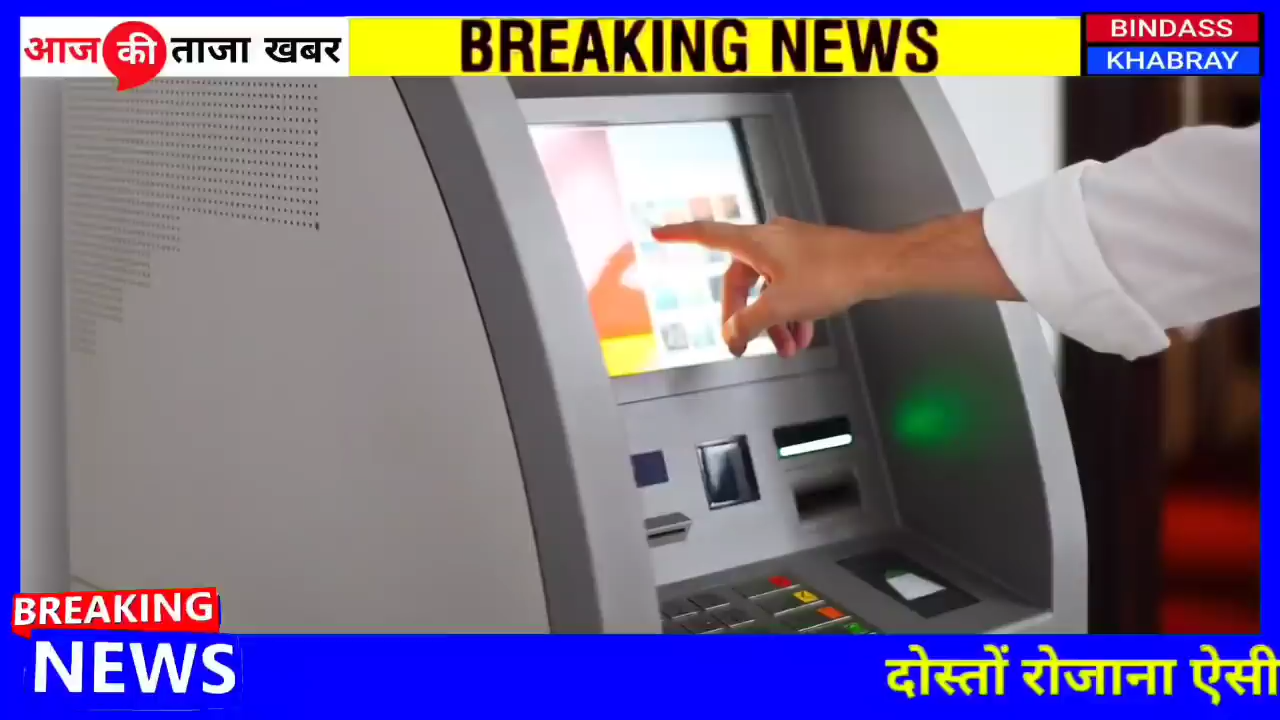 आज की ताजा खबर
BREAKING NEWS
BINDASS
KHABRAY
BREAKING
NEWS
दोस्तों रोजाना ऐसी